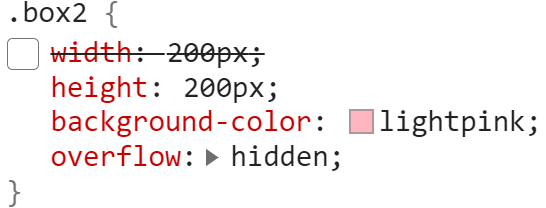 .box2 {
width: 200px;
height: 200px;
background-color: lightpink;
overflow: hidden;
}